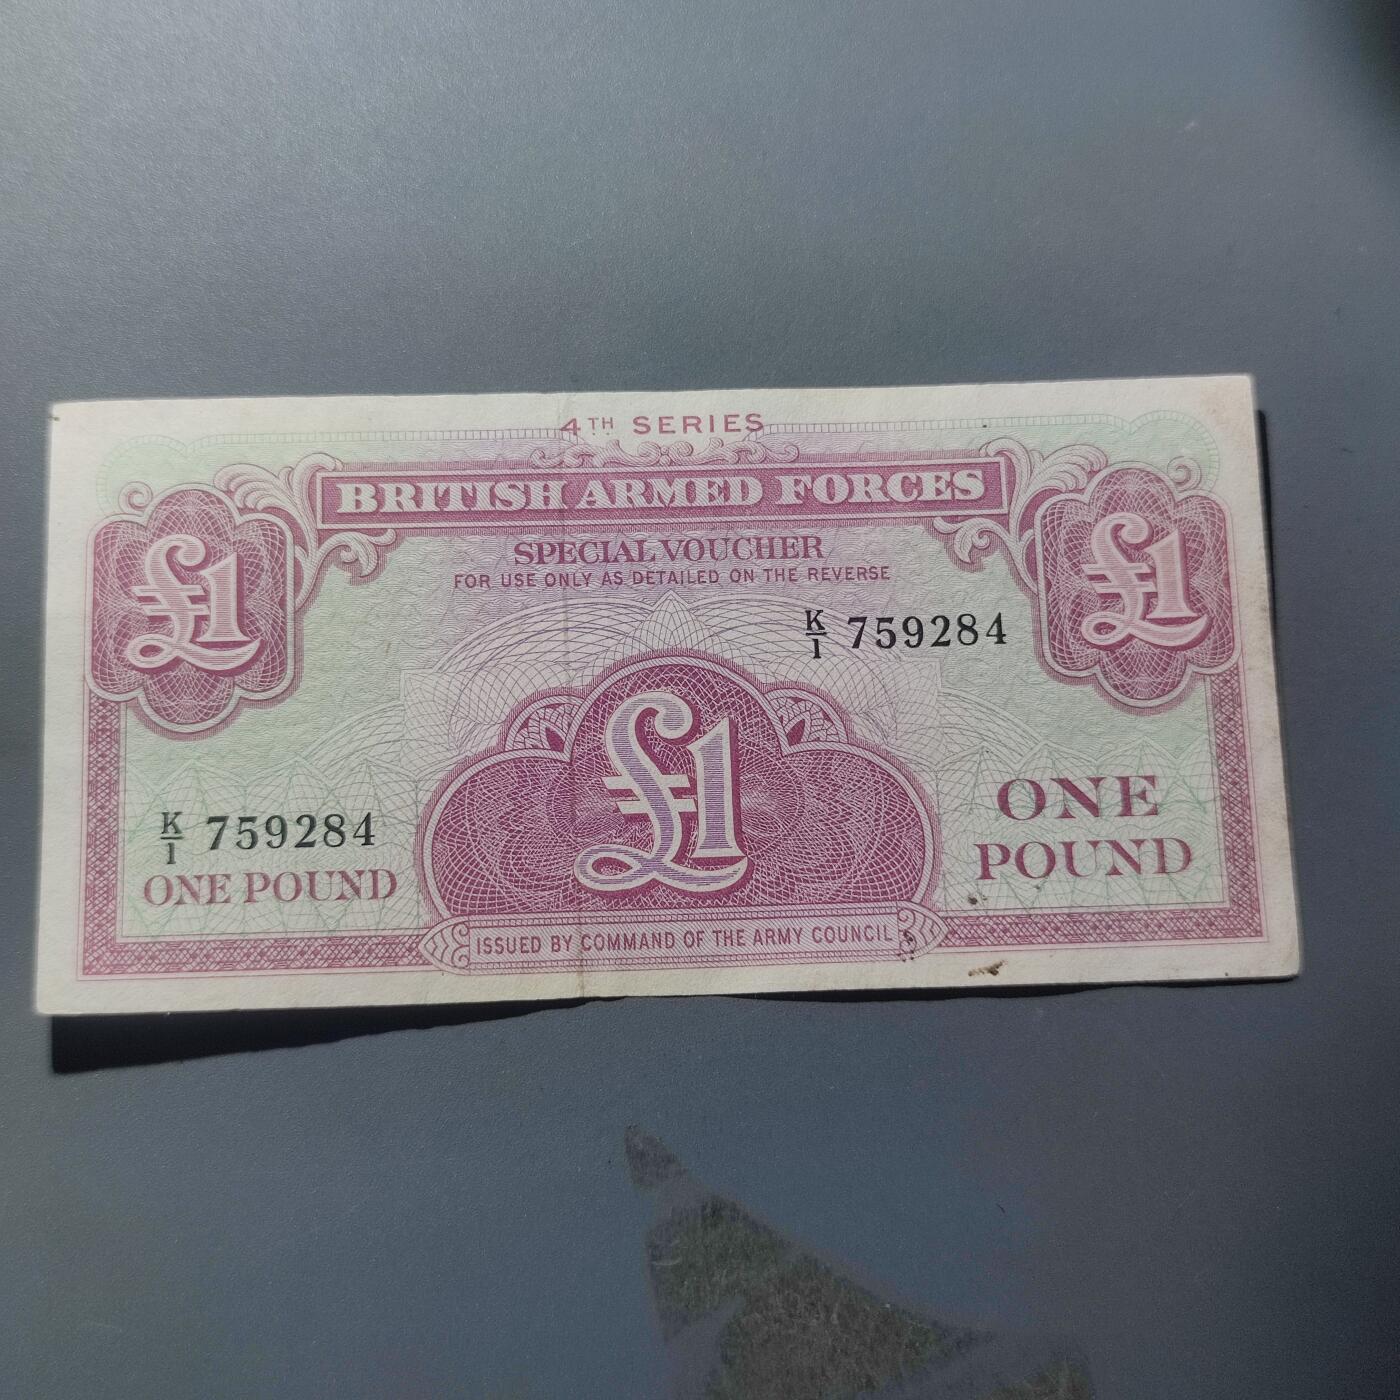 4TH SERIES
BRITISH ARMED FORCES
£1
£1
SPECIAL VOUCHER
FOR USE ONLY AS DETAILED ON THE REVERSE
K/1 759284
£1
K/1 759284
ONE POUND
ONE
POUND
ISSUED BY COMMAND OF THE ARMY COUNCIL